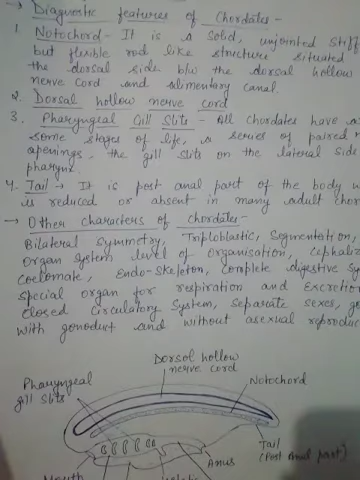 → Diagnostic features of Chordates -
1. Notochord - It is a solid, unjointed stiff
but flexible rod like structure situated
the dorsal side b/w the dorsal hollow
nerve cord and alimentary canal.
2. Dorsal hollow nerve cord
3. Pharyngeal Gill Slits - All chordates have a
some stages of life, a series of paired
openings, the gill slits on the lateral side
pharynx.
4. Tail → It is post anal part of the body
is reduced or absent in many adult chor
→ Other characters of chordates -
Bilateral symmetry, Triploblastic, Segmentation,
Organ system level of Organisation, Cephaliz
Coelomate, Endo-skeleton, Complete digestive Sy
special organ for respiration and Excretion
closed Circulatory System, Separate sexes, go
with gonoduct and without asexual reproduc
Dorsal hollow
nerve cord
Pharyngeal
gill slits
Notochord
Tail
(Post anal part)
Anus
Mouth